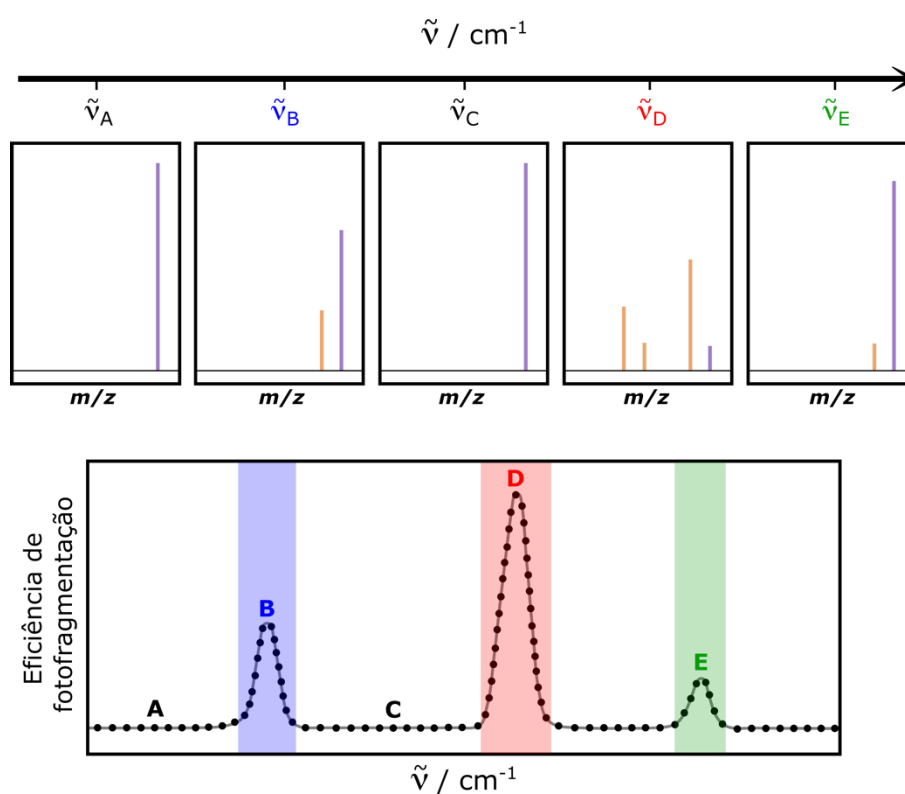 ν̃ / cm⁻¹
ν̃A
ν̃B
ν̃C
ν̃D
ν̃E
m/z
m/z
m/z
m/z
m/z
Eficiência de
fotofragmentação
A
B
C
D
E
ν̃ / cm⁻¹